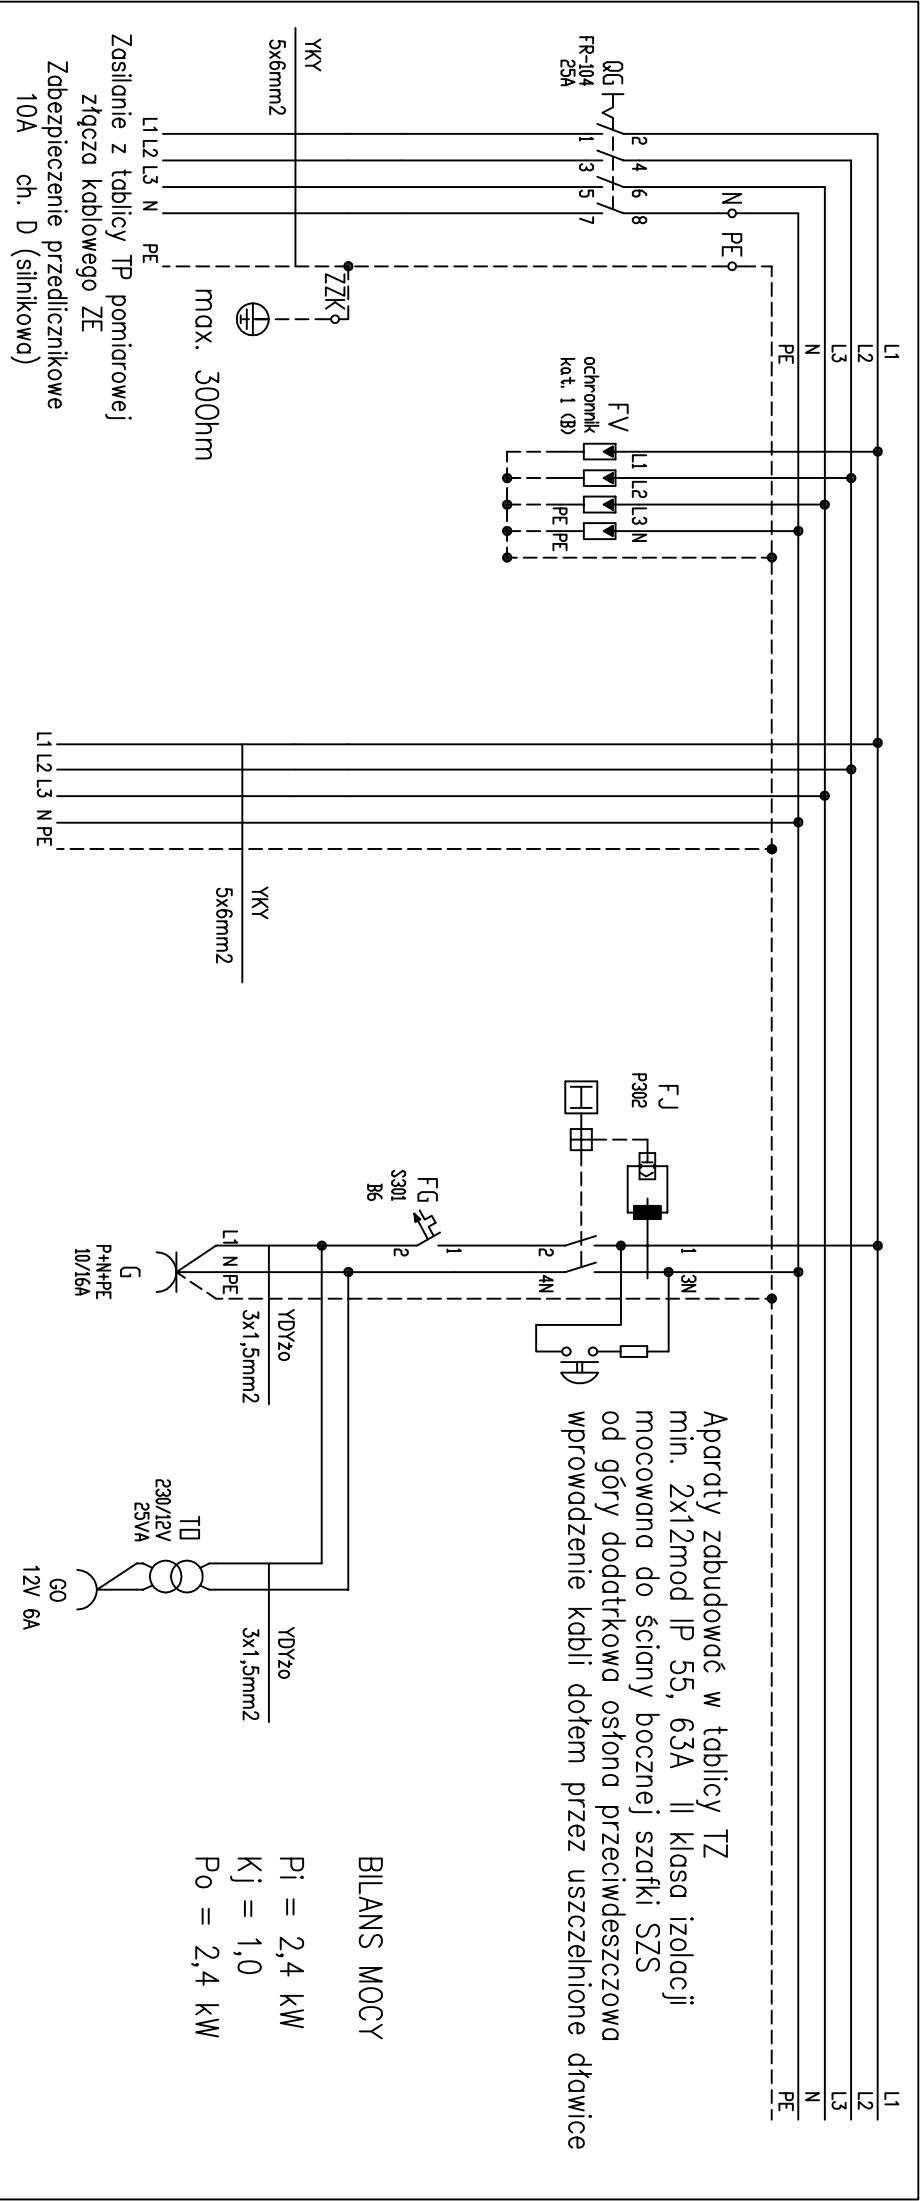 L1
L2
L3
N
PE
L1
L2
L3
N
PE
QG
FR-104
25A
2
4
6
8
1
3
5
7
N
PE
YKY
5x6mm2
ZZK
max. 30Ohm
L1 L2 L3 N PE
Zasilanie z tablicy TP pomiarowej
złącza kablowego ZE
Zabezpieczenie przedlicznikowe
10A ch. D (silnikowa)
FV
ochronnik
kat. 1 (B)
L1 L2 L3 N
PE PE
YKY
5x6mm2
L1 L2 L3 N PE
FJ
P302
1
3N
2
4N
FG
S301
B6
1
2
L1 N PE
YDYżo
3x1,5mm2
G
P+N+PE
10/16A
TO
230/12V
25VA
YDYżo
3x1,5mm2
GO
12V 6A
Aparaty zabudować w tablicy TZ
min. 2x12mod IP 55, 63A II klasa izolacji
mocowana do ściany bocznej szafki SZS
od góry dodatrkowa osłona przeciwdeszczowa
wprowadzenie kabli dołem przez uszczelnione dławice
BILANS MOCY
Pi = 2,4 kW
Kj = 1,0
Po = 2,4 kW